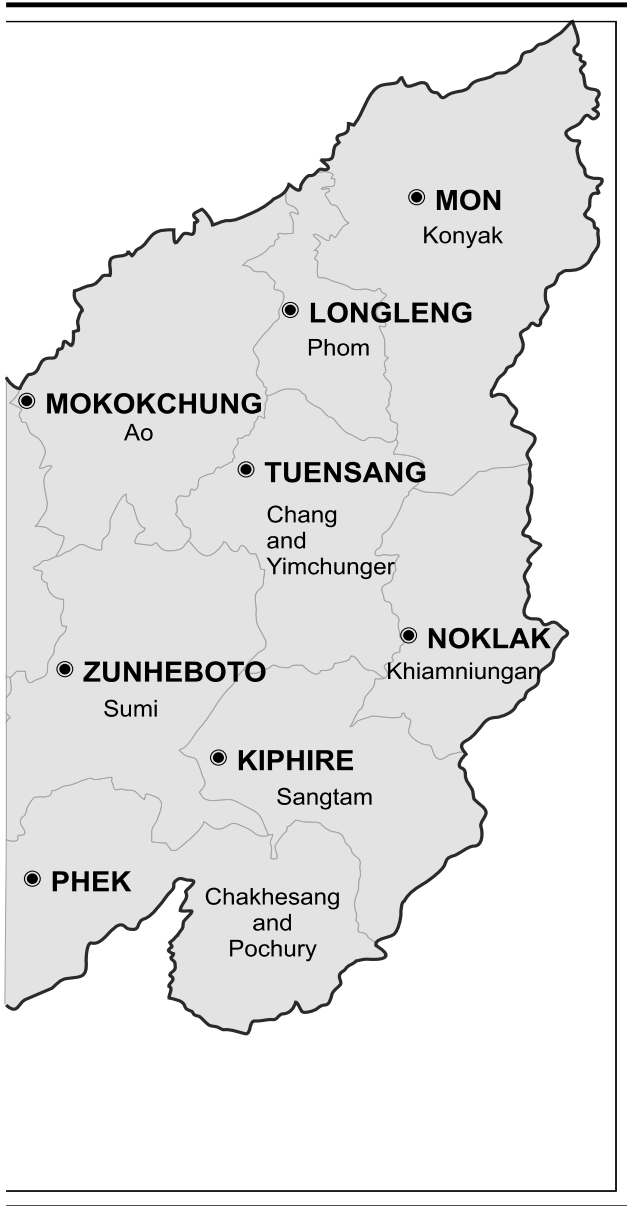 MON
Konyak
LONGLENG
Phom
MOKOKCHUNG
Ao
TUENSANG
Chang
and
Yimchunger
NOKLAK
Khiamniungan
ZUNHEBOTO
Sumi
KIPHIRE
Sangtam
PHEK
Chakhesang
and
Pochury